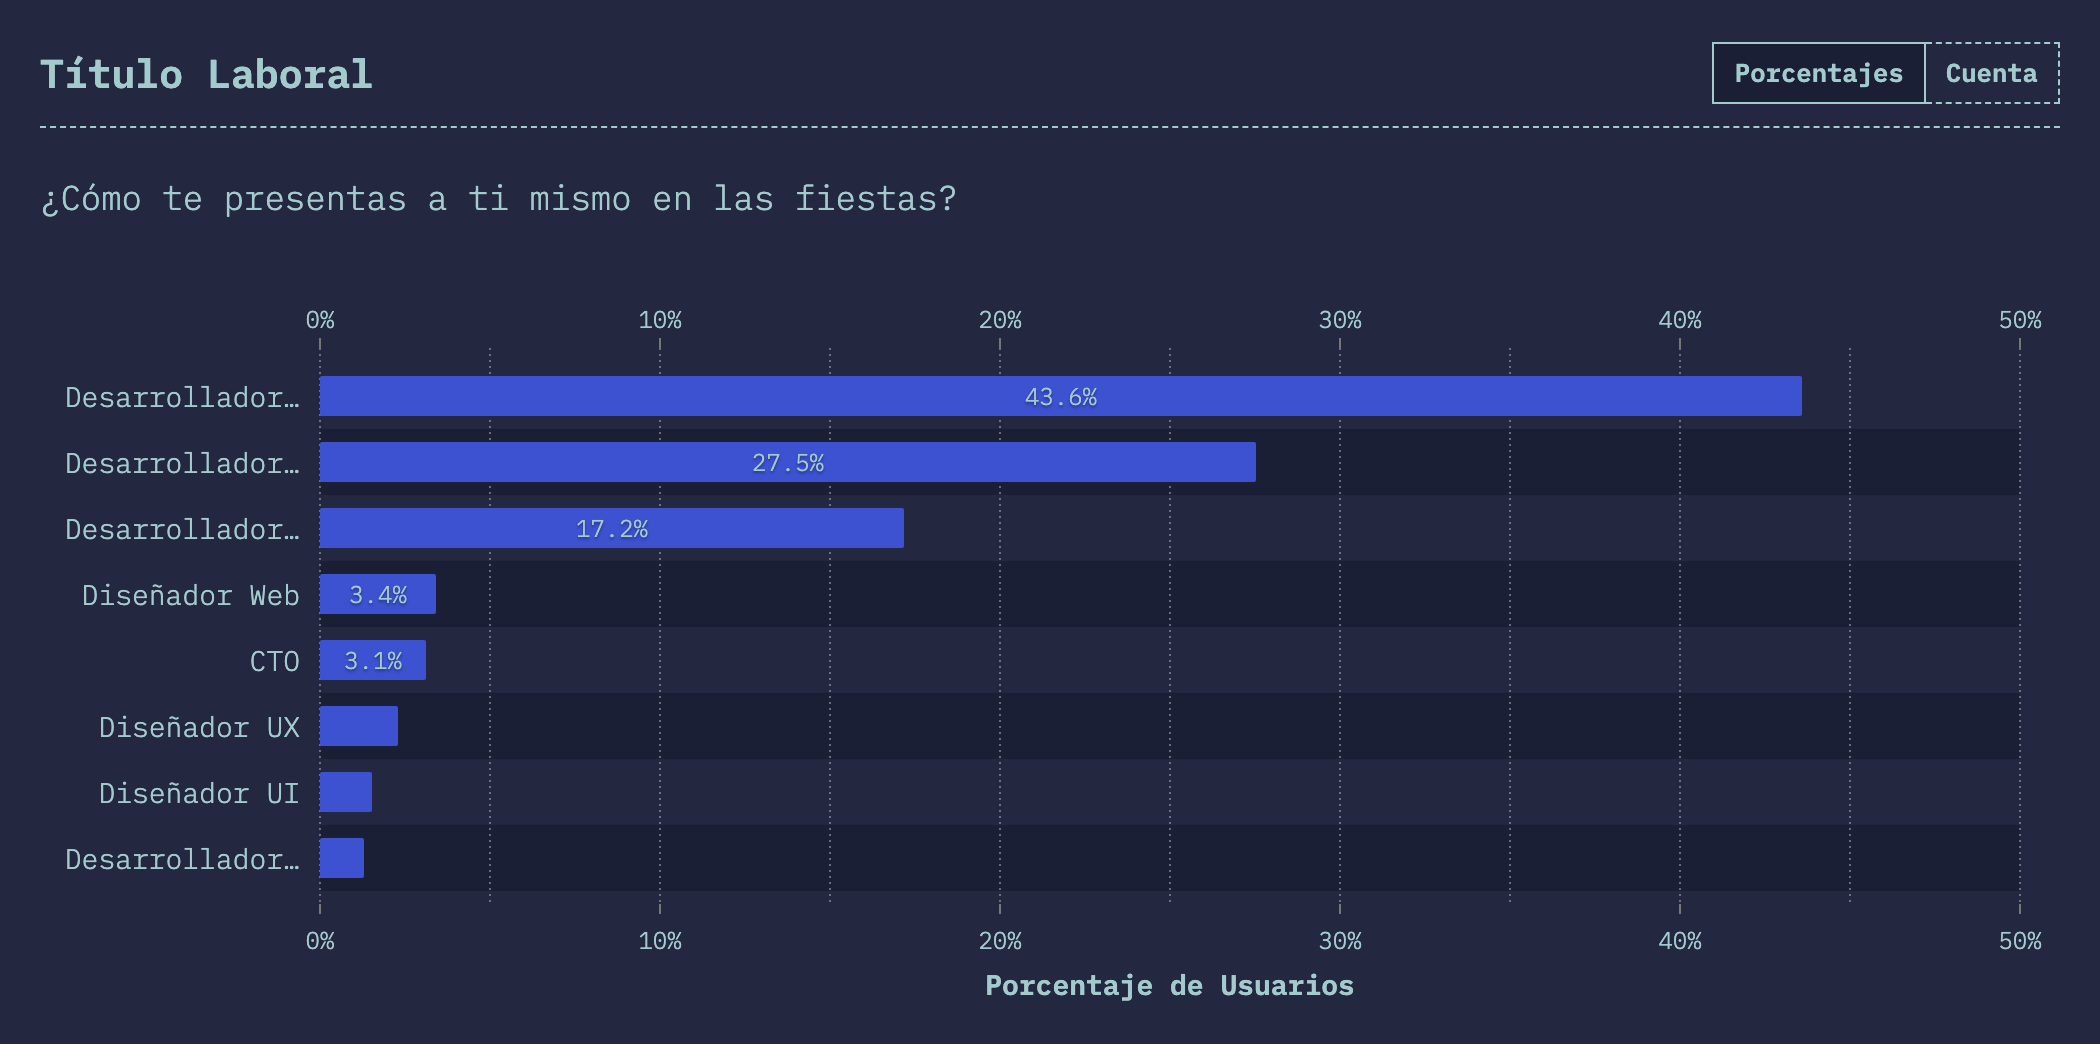 Título Laboral
Porcentajes Cuenta
¿Cómo te presentas a ti mismo en las fiestas?
0% 10% 20% 30% 40% 50%
Desarrollador… 43.6%
Desarrollador… 27.5%
Desarrollador… 17.2%
Diseñador Web 3.4%
CTO 3.1%
Diseñador UX
Diseñador UI
Desarrollador…
0% 10% 20% 30% 40% 50%
Porcentaje de Usuarios